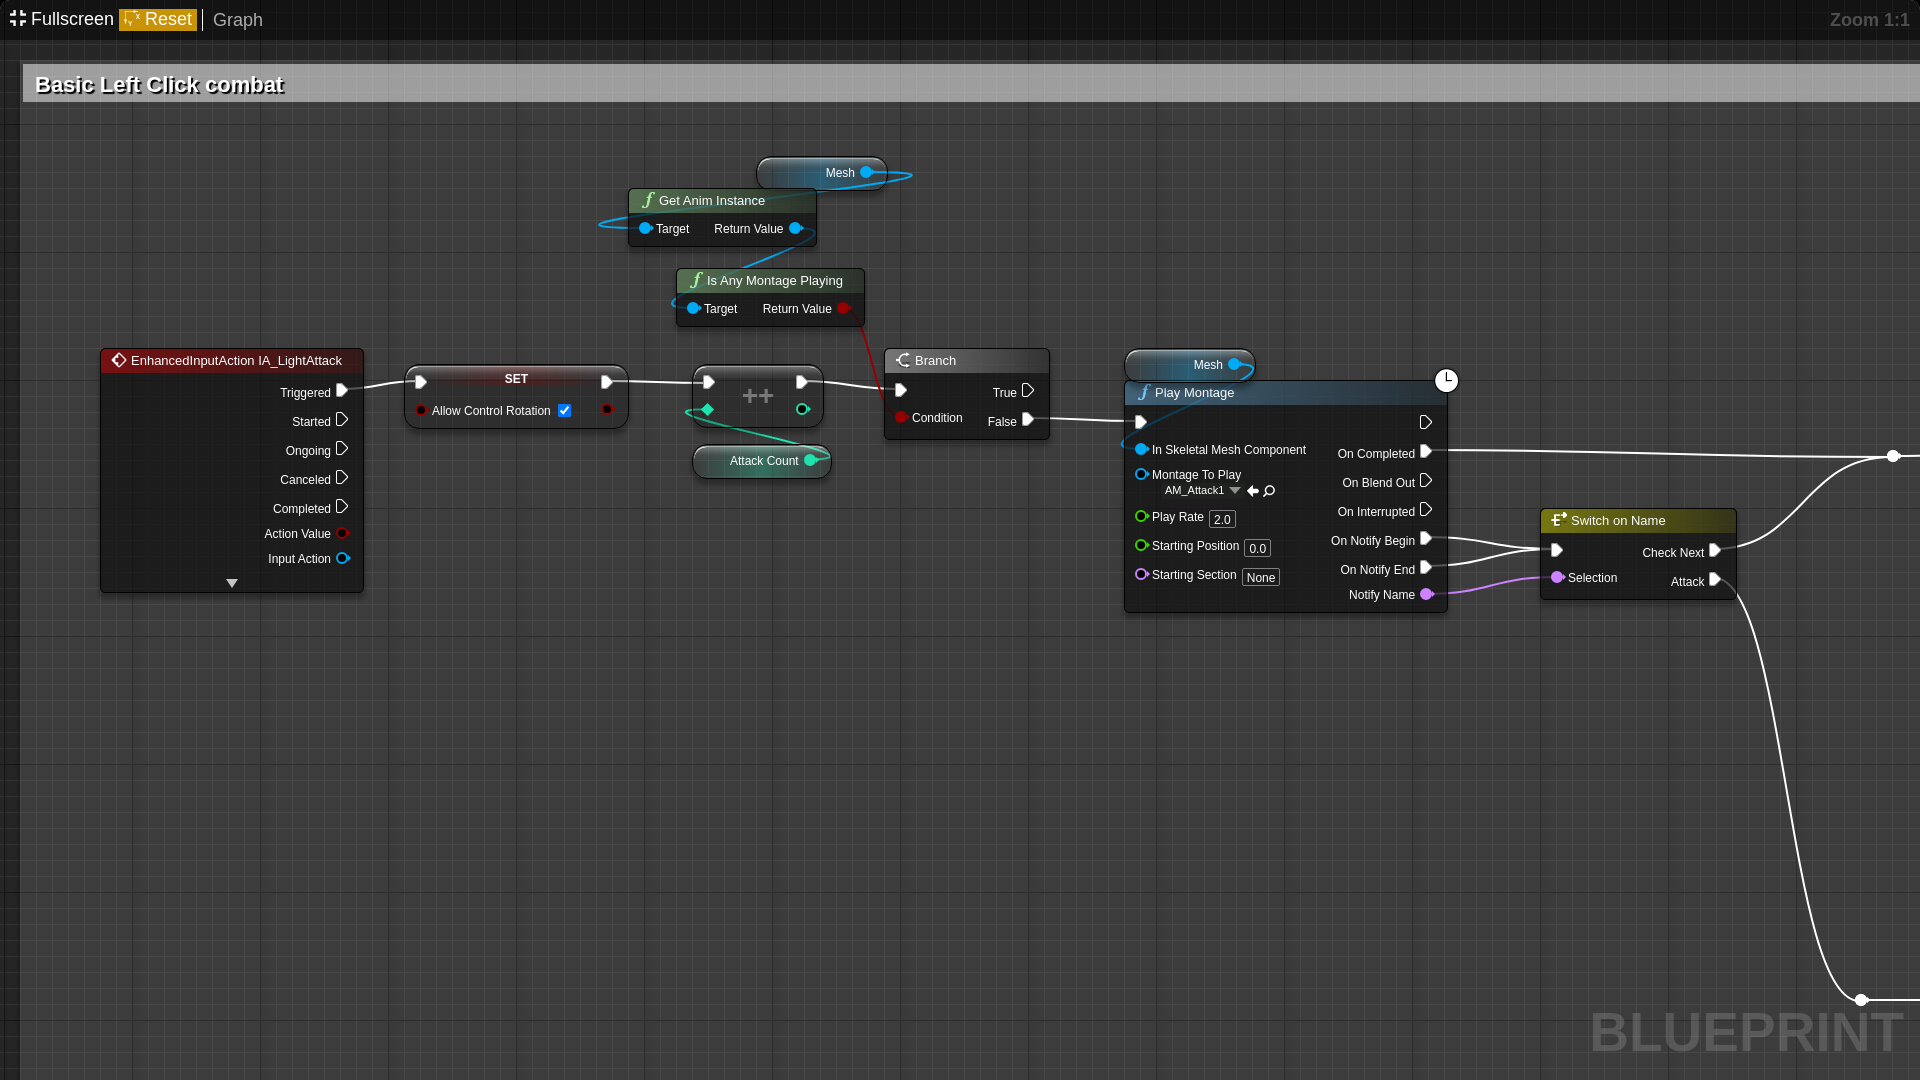 Fullscreen Reset Graph
Zoom 1:1
Basic Left Click combat
Mesh
Get Anim Instance
Target Return Value
Is Any Montage Playing
Target Return Value
EnhancedInputAction IA_LightAttack
Triggered
Started
Ongoing
Canceled
Completed
Action Value
Input Action
SET
Allow Control Rotation
++
Attack Count
Branch
True
Condition
False
Mesh
Play Montage
In Skeletal Mesh Component
Montage To Play
AM_Attack1
Play Rate 2.0
Starting Position 0.0
Starting Section None
On Completed
On Blend Out
On Interrupted
On Notify Begin
On Notify End
Notify Name
Switch on Name
Check Next
Selection
Attack
BLUEPRINT